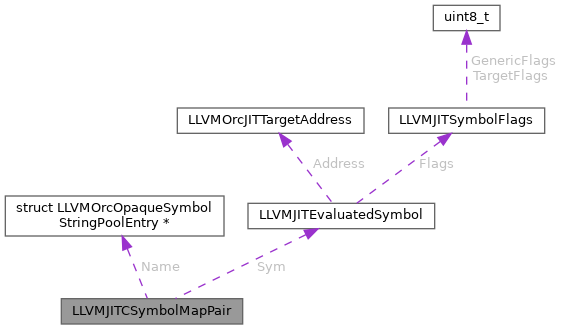 uint8_t
GenericFlags
TargetFlags
LLVMOrcJITTargetAddress
LLVMJITSymbolFlags
Address
Flags
struct LLVMOrcOpaqueSymbol
StringPoolEntry *
LLVMJITEvaluatedSymbol
Name
Sym
LLVMJITCSymbolMapPair